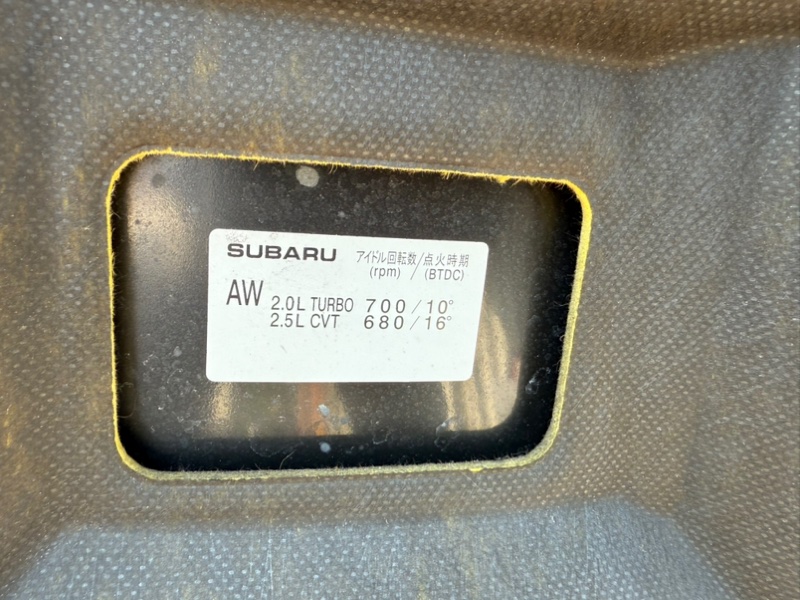 SUBARU アイドル回転数/点火時期
(rpm) / (BTDC)
AW 2.0L TURBO 700/10°
2.5L CVT 680/16°